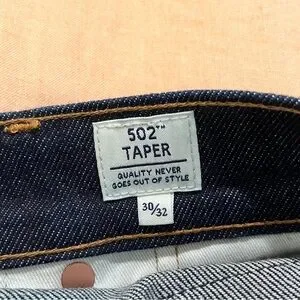 502™
TAPER
QUALITY NEVER
GOES OUT OF STYLE
30/32